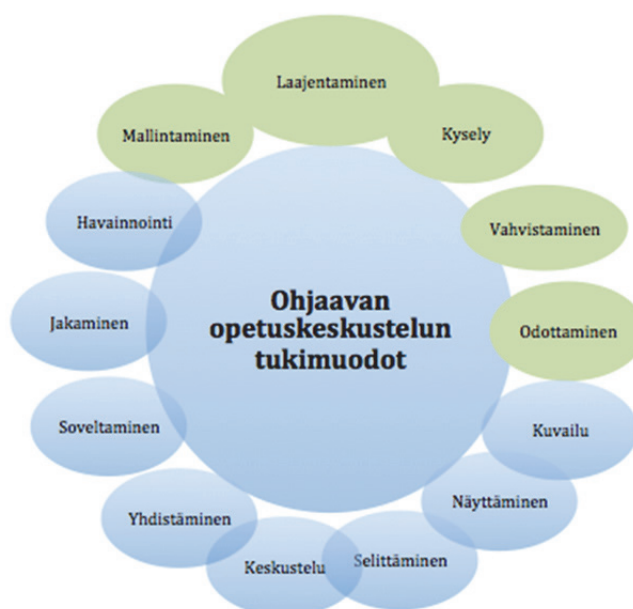 Laajentaminen
Mallintaminen
Kysely
Havainnointi
Vahvistaminen
Ohjaavan
opetuskeskustelun
tukimuodot
Jakaminen
Odottaminen
Soveltaminen
Kuvailu
Näyttäminen
Yhdistäminen
Keskustelu
Selittäminen